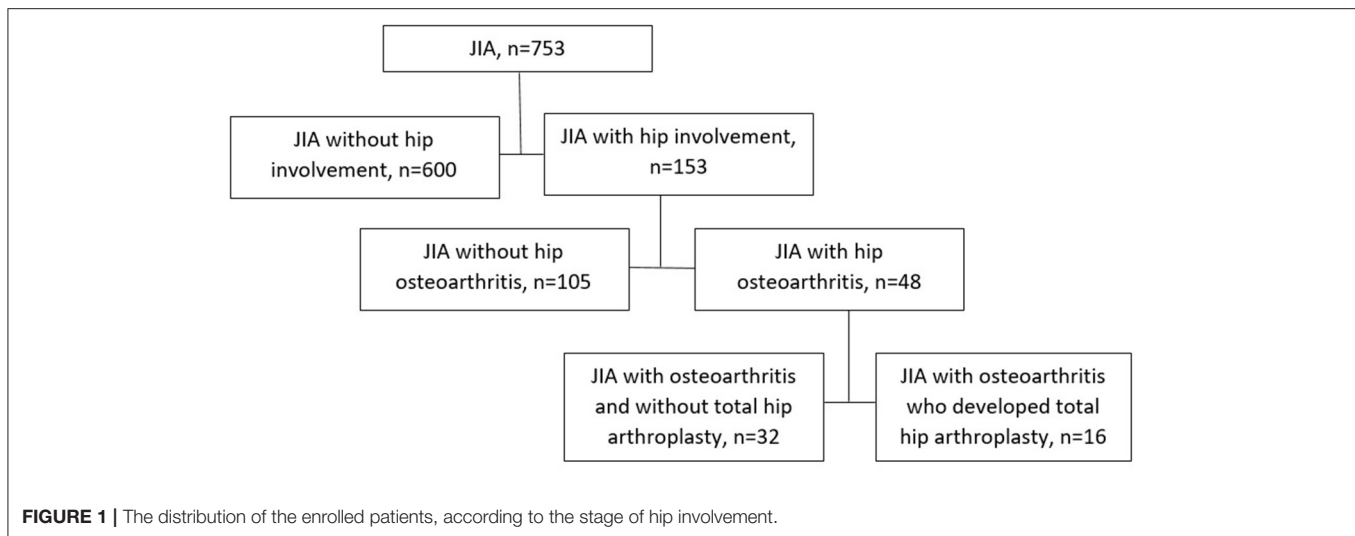 JIA, n=753
JIA without hip
involvement, n=600
JIA with hip involvement,
n=153
JIA without hip
osteoarthritis, n=105
JIA with hip
osteoarthritis, n=48
JIA with osteoarthritis
and without total hip
arthroplasty, n=32
JIA with osteoarthritis
who developed total
hip arthroplasty, n=16
FIGURE 1 | The distribution of the enrolled patients, according to the stage of hip involvement.